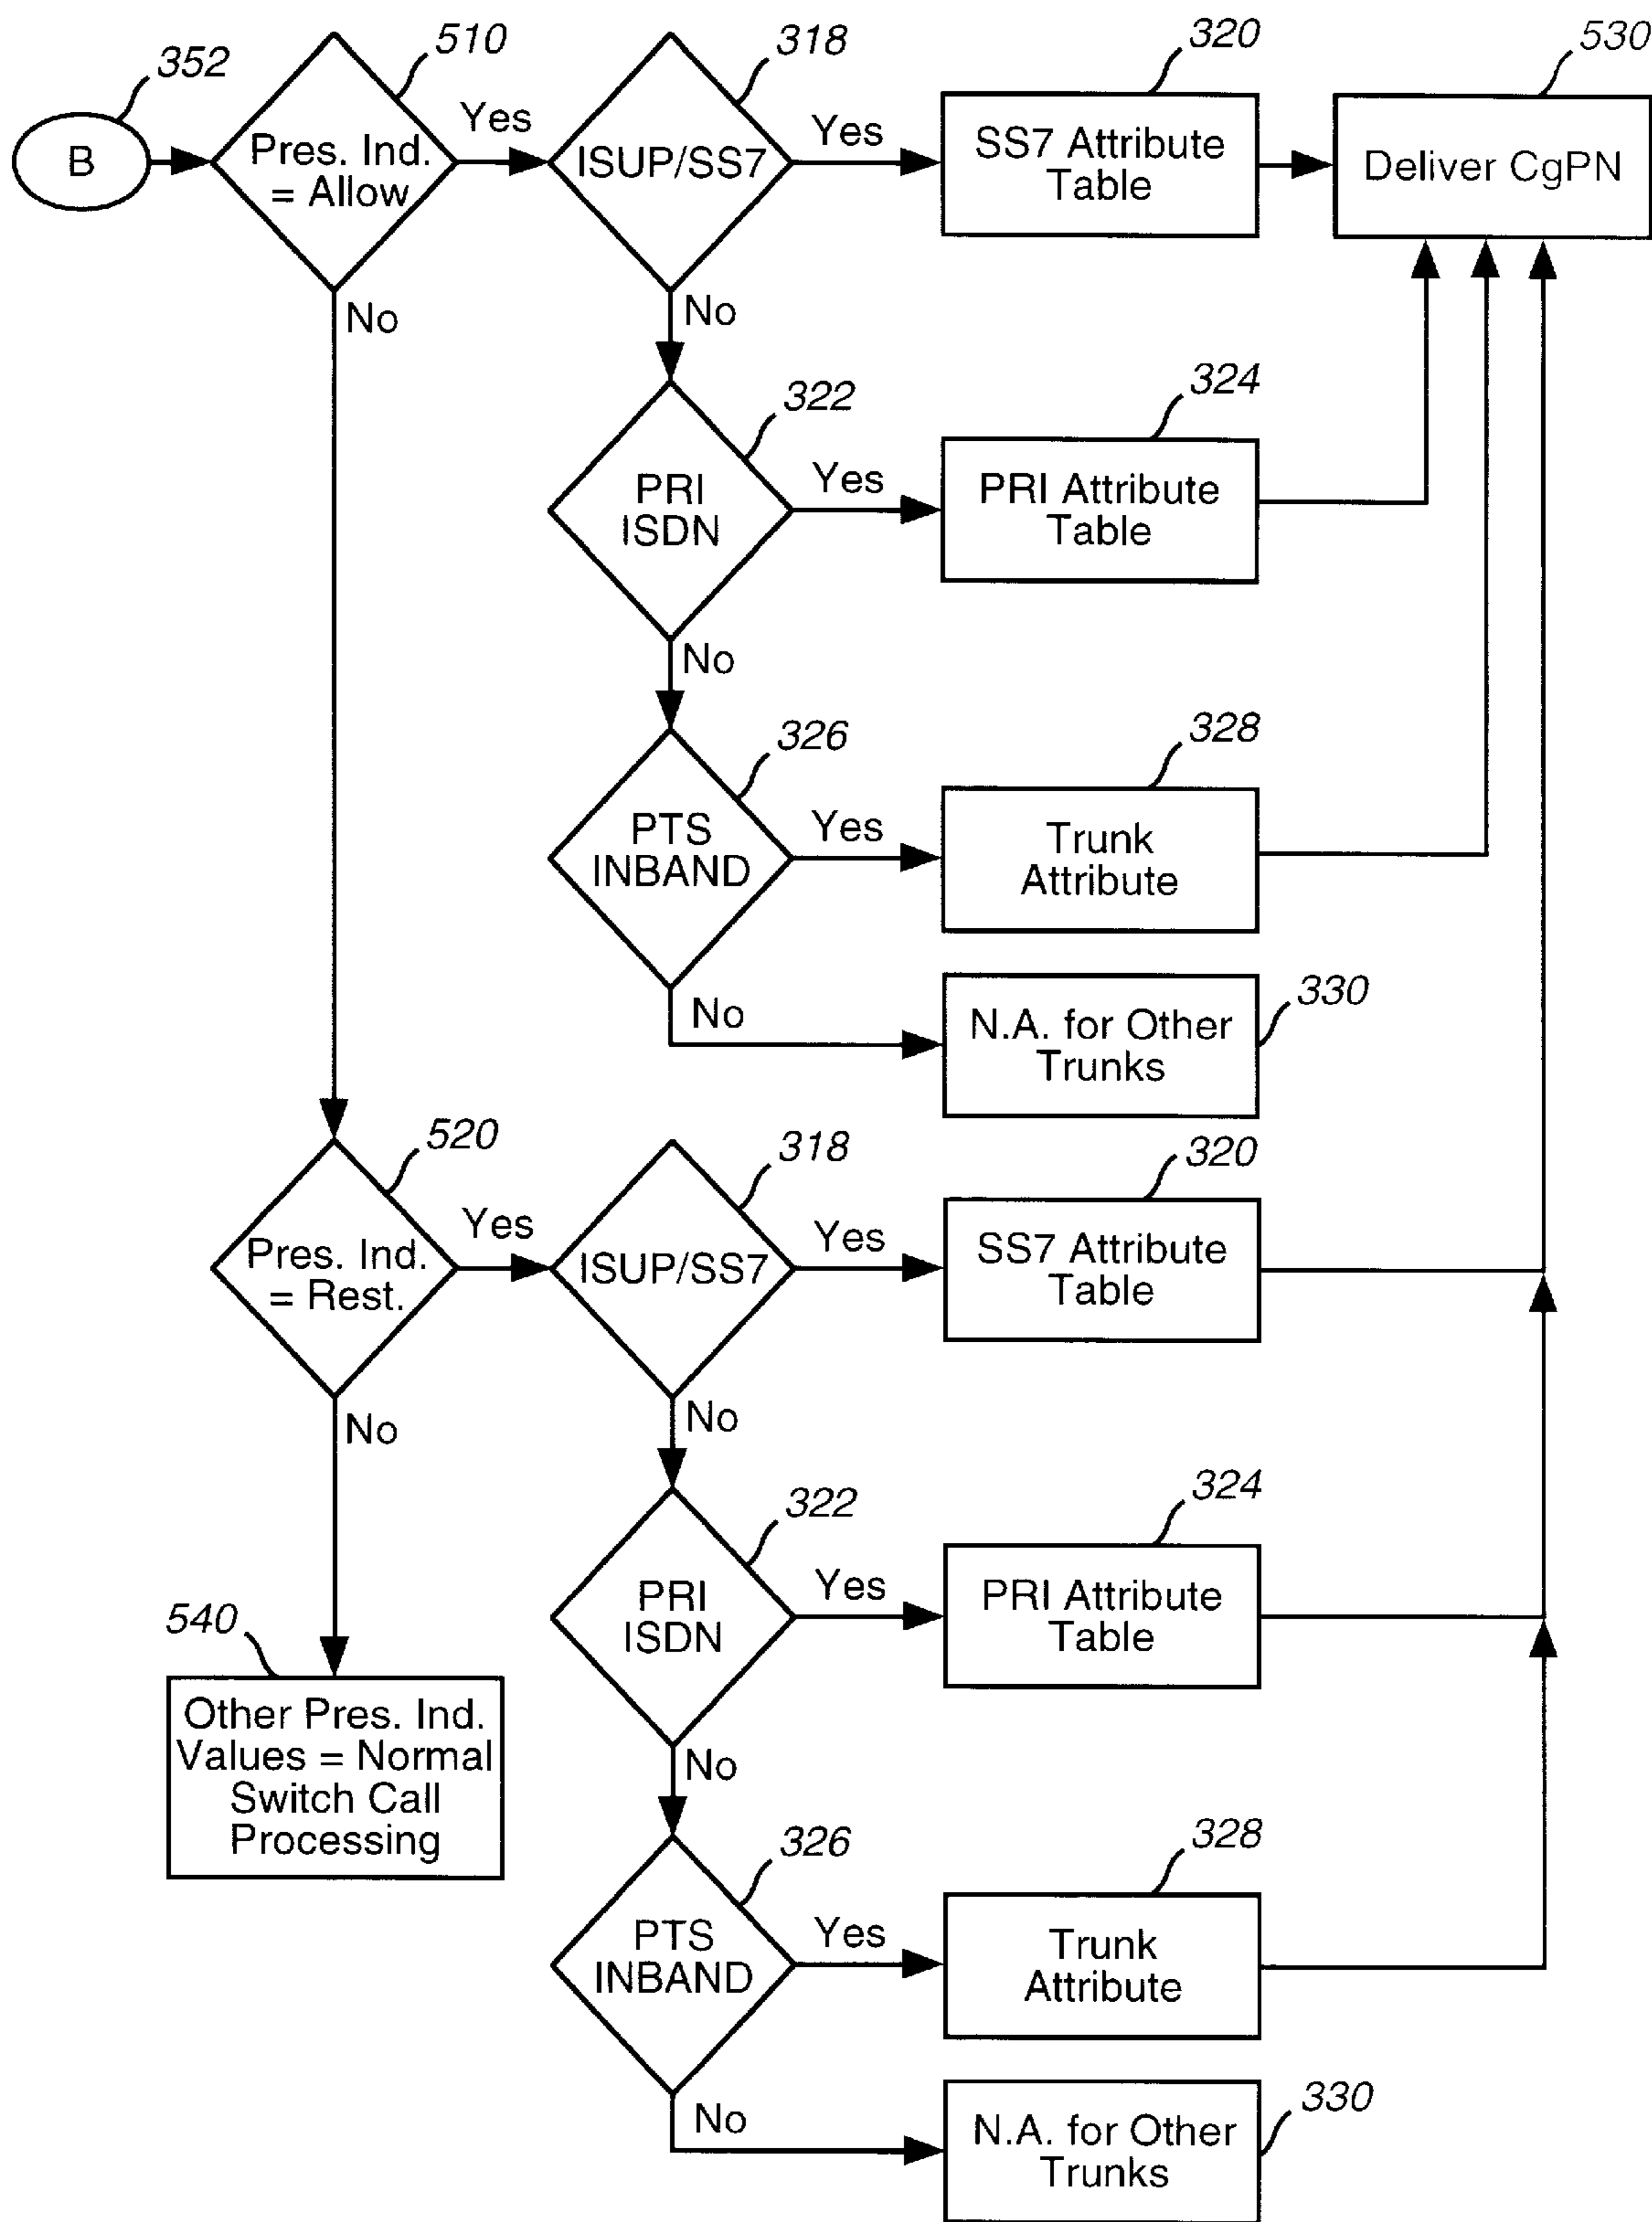 352
B
510
Pres. Ind.
= Allow
Yes
No
318
ISUP/SS7
Yes
No
320
SS7 Attribute
Table
530
Deliver CgPN
322
PRI
ISDN
Yes
No
324
PRI Attribute
Table
326
PTS
INBAND
Yes
No
328
Trunk
Attribute
330
N.A. for Other
Trunks
520
Pres. Ind.
= Rest.
Yes
No
318
ISUP/SS7
Yes
No
320
SS7 Attribute
Table
322
PRI
ISDN
Yes
No
324
PRI Attribute
Table
540
Other Pres. Ind.
Values = Normal
Switch Call
Processing
326
PTS
INBAND
Yes
No
328
Trunk
Attribute
330
N.A. for Other
Trunks